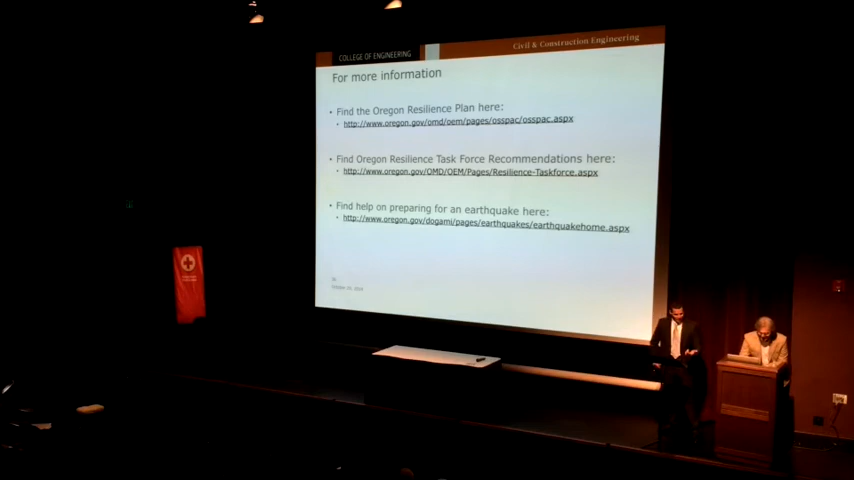 COLLEGE OF ENGINEERING
Civil & Construction Engineering
For more information
• Find the Oregon Resilience Plan here:
• http://www.oregon.gov/omd/oem/pages/osspac/osspac.aspx
• Find Oregon Resilience Task Force Recommendations here:
• http://www.oregon.gov/OMD/OEM/Pages/Resilience-Taskforce.aspx
• Find help on preparing for an earthquake here:
• http://www.oregon.gov/dogami/pages/earthquakes/earthquakehome.aspx